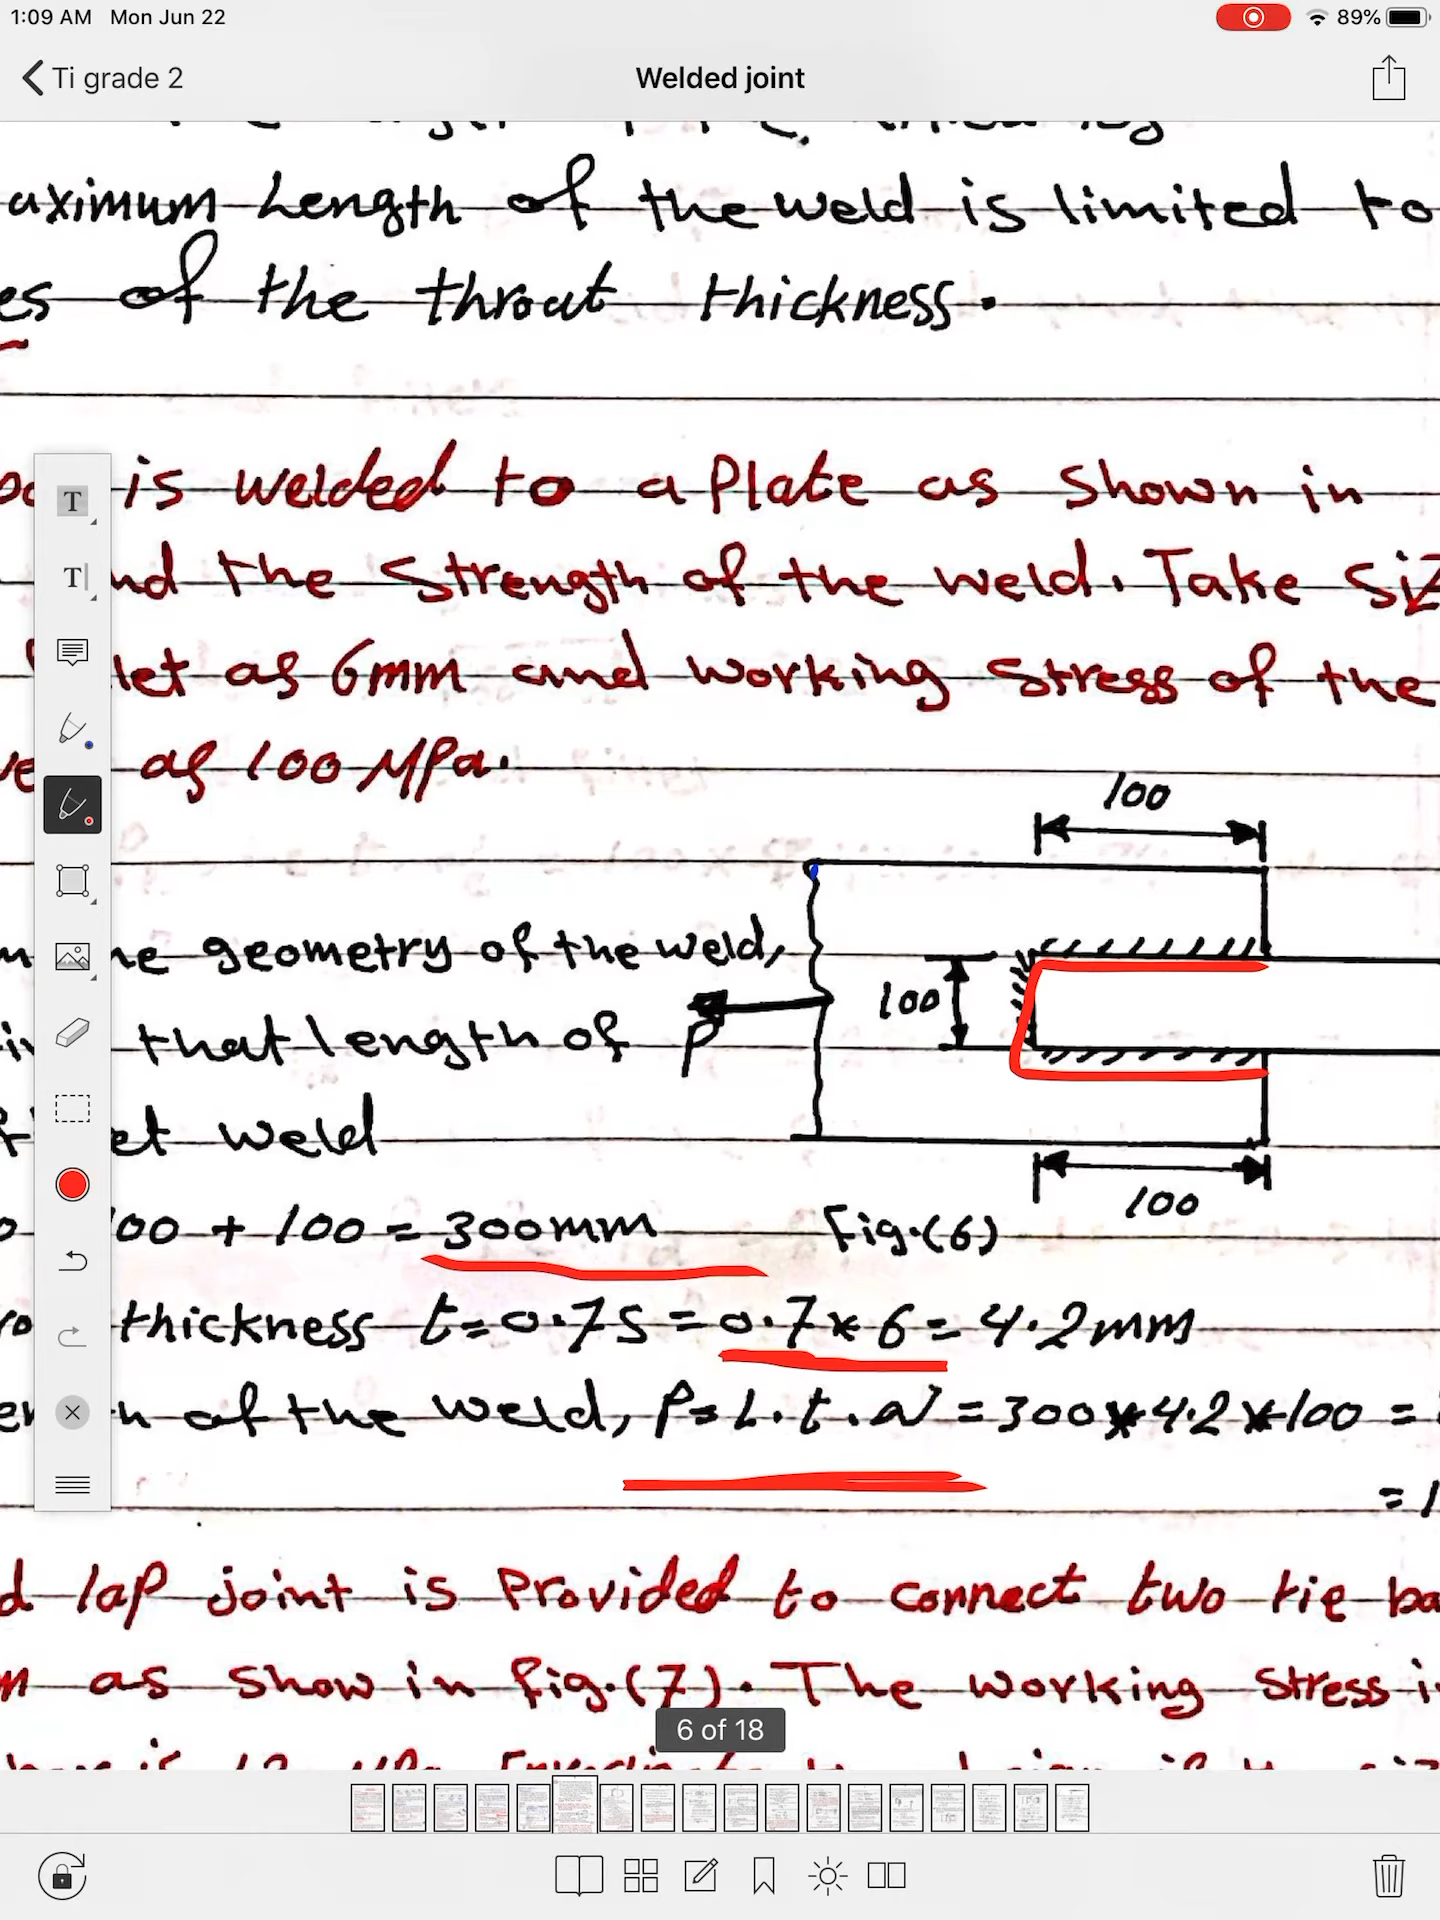 1:09 AM Mon Jun 22
89%
Ti grade 2
Welded joint
aximum Length of the weld is limited to
es of the throat thickness.
is welded to a Plate as shown in
nd the Strength of the weld. Take Siz
let as 6mm and working stress of the
as 100 MPa.
100
he geometry of the weld,
100
that length of P
et weld
100
00 + 100 = 300mm Fig.(6)
thickness t=0.7S = 0.7*6 = 4.2mm
of the weld, P=L.t.σ = 300*4.2*100 =
= 1
d lap joint is Provided to connect two tie ba
m as show in fig.(7). The working stress i
6 of 18